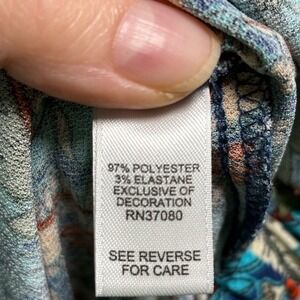 97% POLYESTER
3% ELASTANE
EXCLUSIVE OF
DECORATION
RN37080
SEE REVERSE
FOR CARE